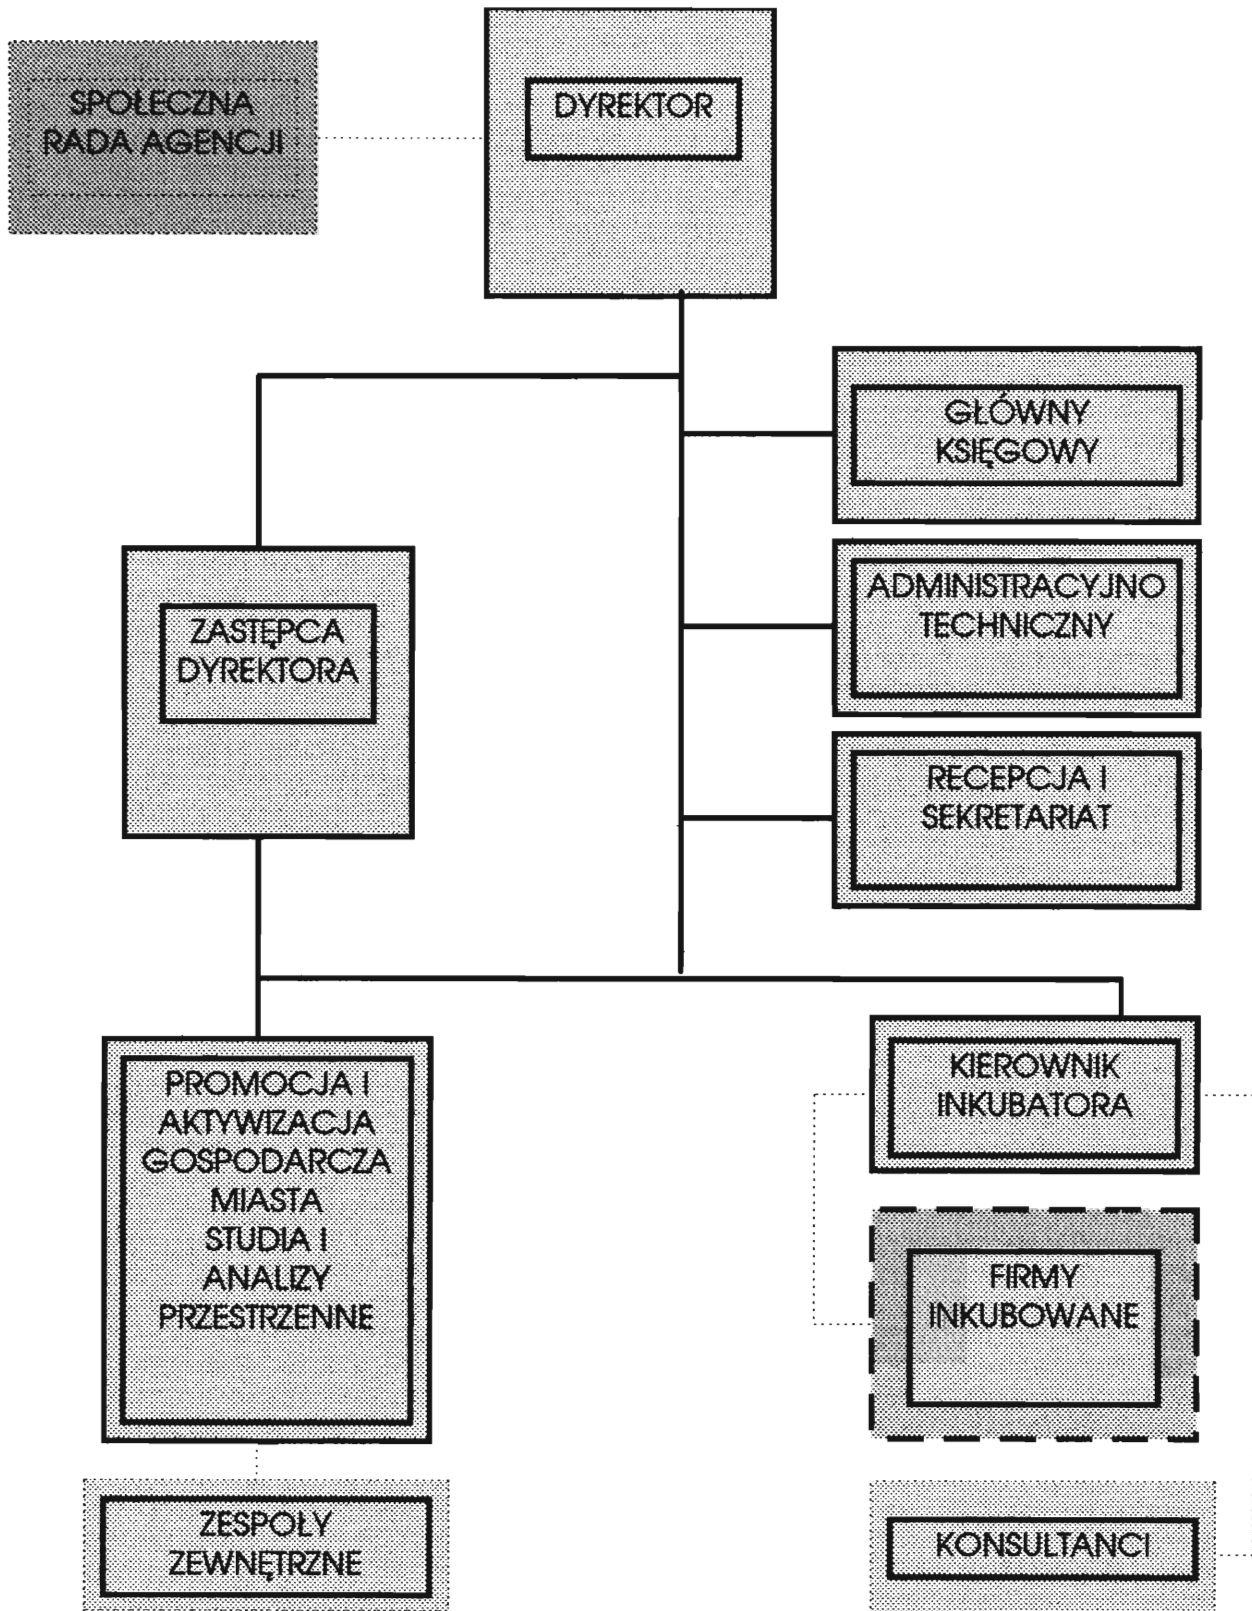 SPOŁECZNA
RADA AGENCJI
DYREKTOR
GŁÓWNY
KSIĘGOWY
ADMINISTRACYJNO
TECHNICZNY
ZASTĘPCA
DYREKTORA
RECEPCJA I
SEKRETARIAT
PROMOCJA I
AKTYWIZACJA
GOSPODARCZA
MIASTA
STUDIA I
ANALIZY
PRZESTRZENNE
KIEROWNIK
INKUBATORA
FIRMY
INKUBOWANE
ZESPOŁY
ZEWNĘTRZNE
KONSULTANCI